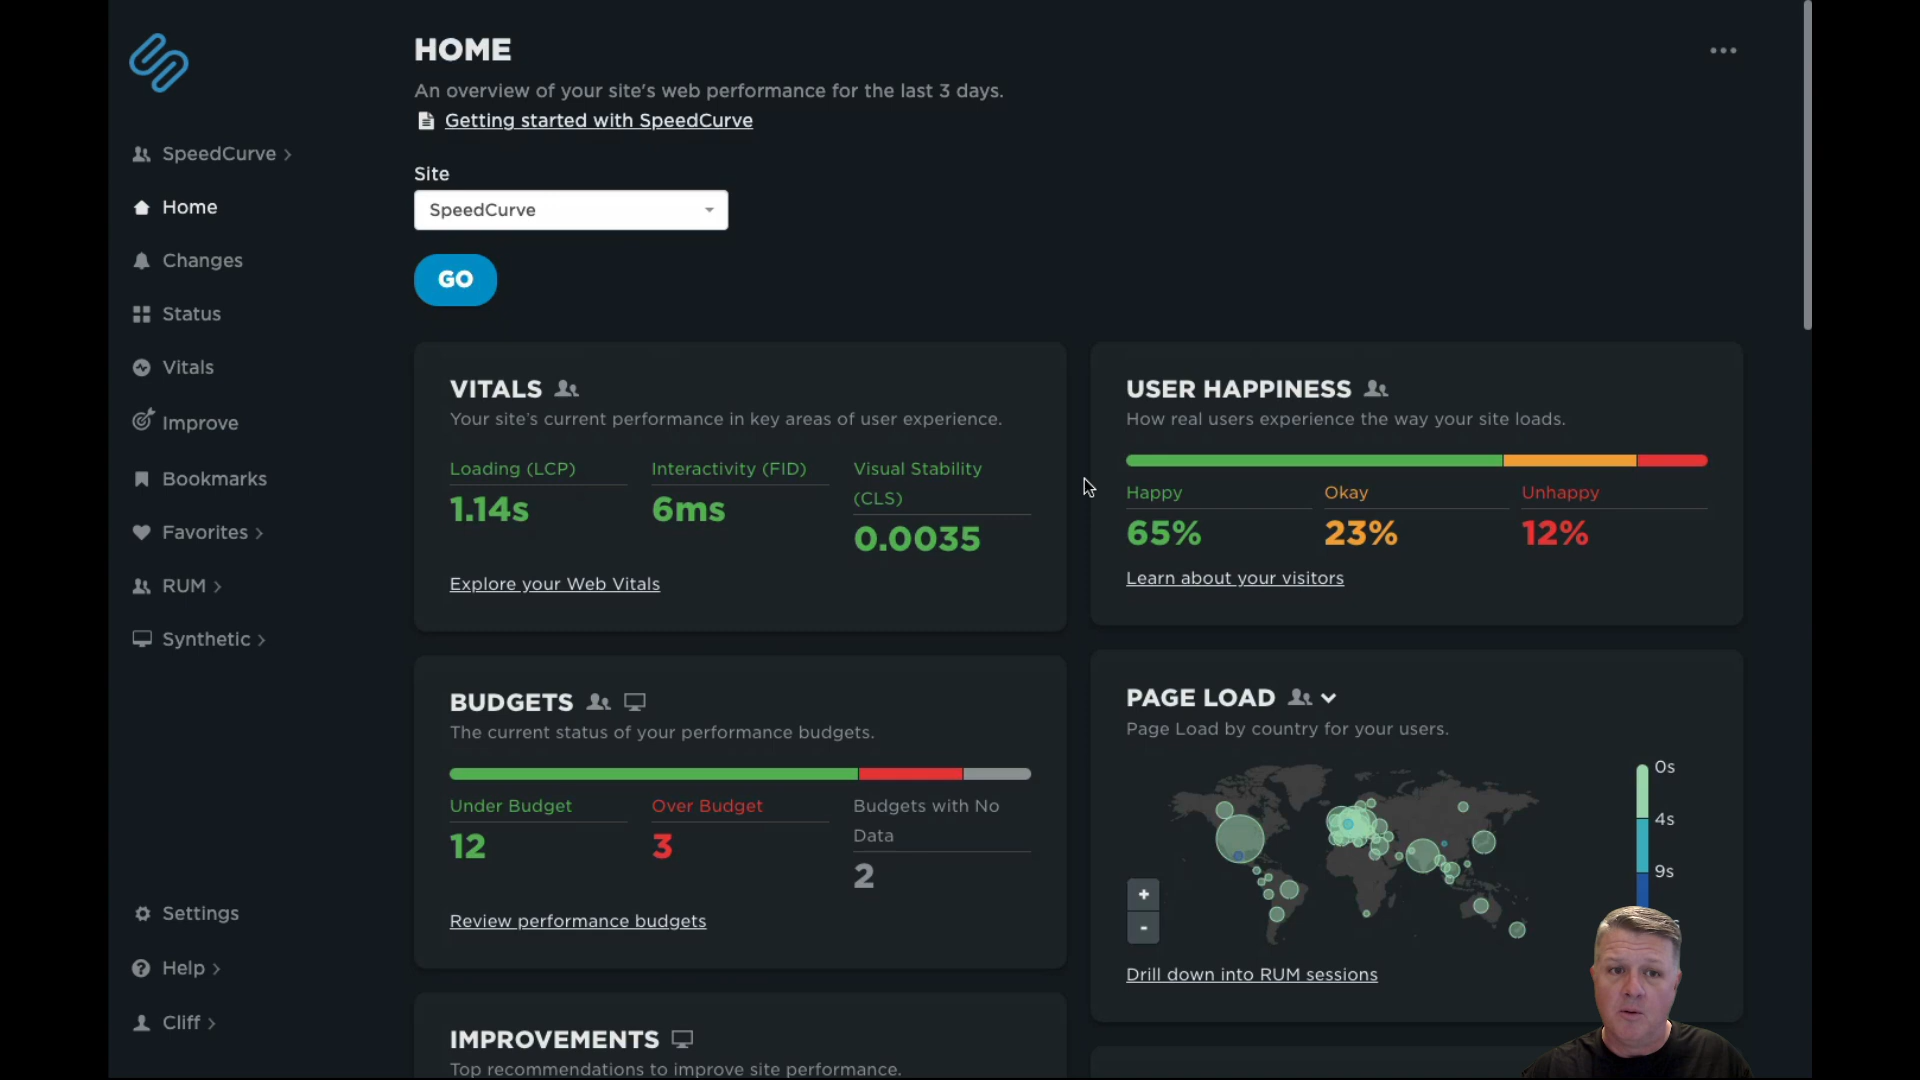 HOME
An overview of your site's web performance for the last 3 days.
Getting started with SpeedCurve
SpeedCurve
Home
Changes
Status
Vitals
Improve
Bookmarks
Favorites
RUM
Synthetic
Settings
Help
Cliff
Site
SpeedCurve
GO
VITALS
Your site's current performance in key areas of user experience.
Loading (LCP)
1.14s
Interactivity (FID)
6ms
Visual Stability
(CLS)
0.0035
Explore your Web Vitals
USER HAPPINESS
How real users experience the way your site loads.
Happy
65%
Okay
23%
Unhappy
12%
Learn about your visitors
BUDGETS
The current status of your performance budgets.
Under Budget
12
Over Budget
3
Budgets with No
Data
2
Review performance budgets
PAGE LOAD
Page Load by country for your users.
0s
4s
9s
+
-
Drill down into RUM sessions
IMPROVEMENTS
Top recommendations to improve site performance.